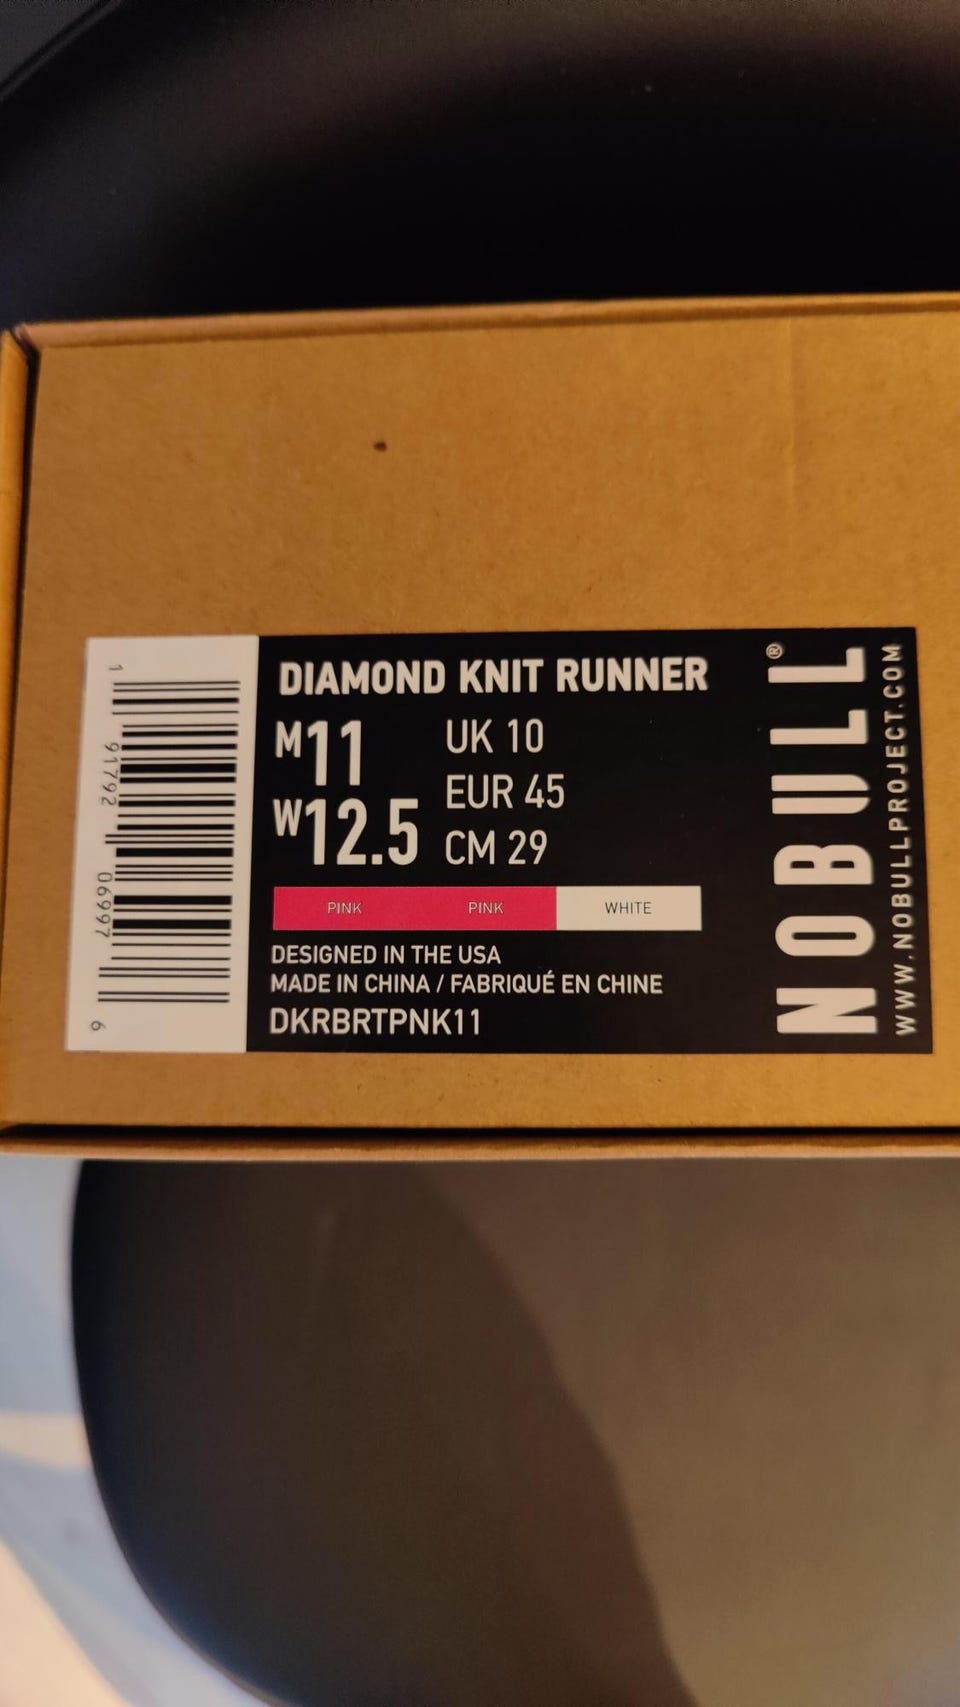 DIAMOND KNIT RUNNER
M11
W12.5
UK 10
EUR 45
CM 29
PINK PINK WHITE
DESIGNED IN THE USA
MADE IN CHINA / FABRIQUÉ EN CHINE
DKRBRTPNK11
NOBULL®
WWW.NOBULLPROJECT.COM
1 91792 06997 6